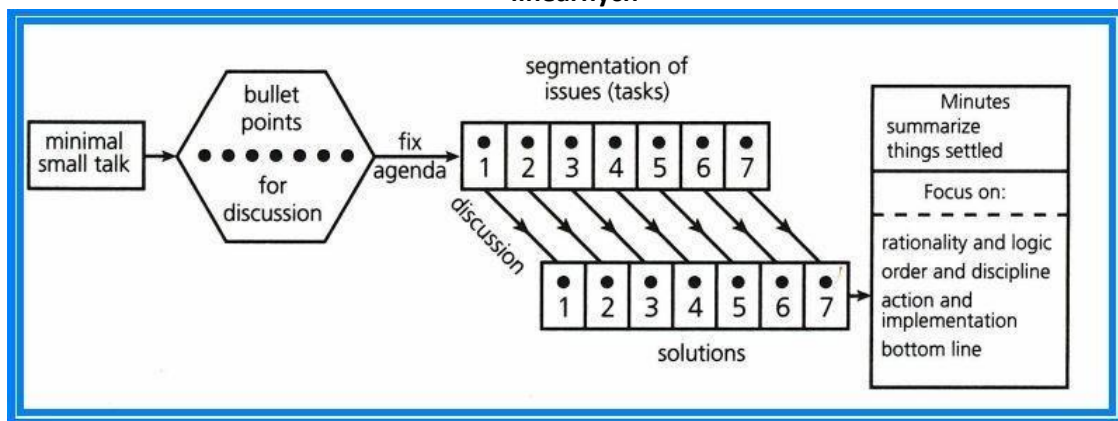 minimal
small talk
bullet
points
for
discussion
fix
agenda
segmentation of
issues (tasks)
1 2 3 4 5 6 7
discussion
1 2 3 4 5 6 7
solutions
Minutes
summarize
things settled
Focus on:
rationality and logic
order and discipline
action and
implementation
bottom line